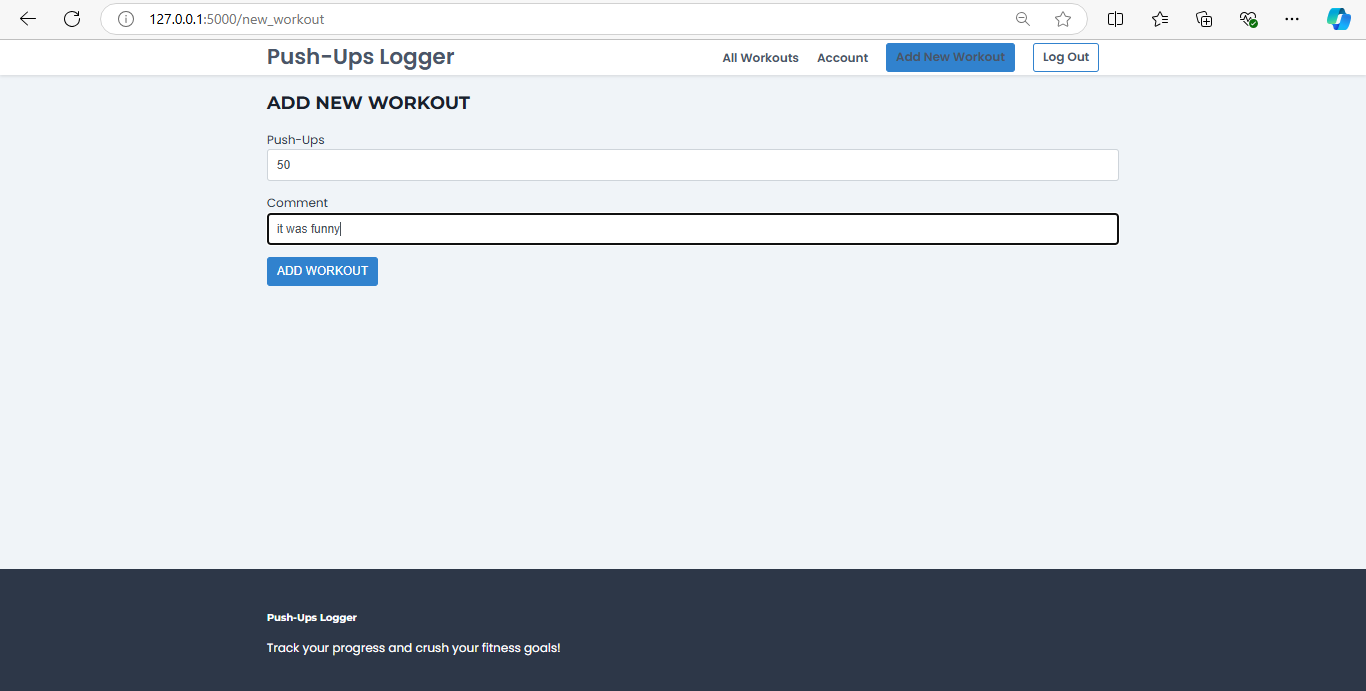 127.0.0.1:5000/new_workout
Push-Ups Logger
All Workouts
Account
Add New Workout
Log Out
ADD NEW WORKOUT
Push-Ups
50
Comment
it was funny
ADD WORKOUT
Push-Ups Logger
Track your progress and crush your fitness goals!